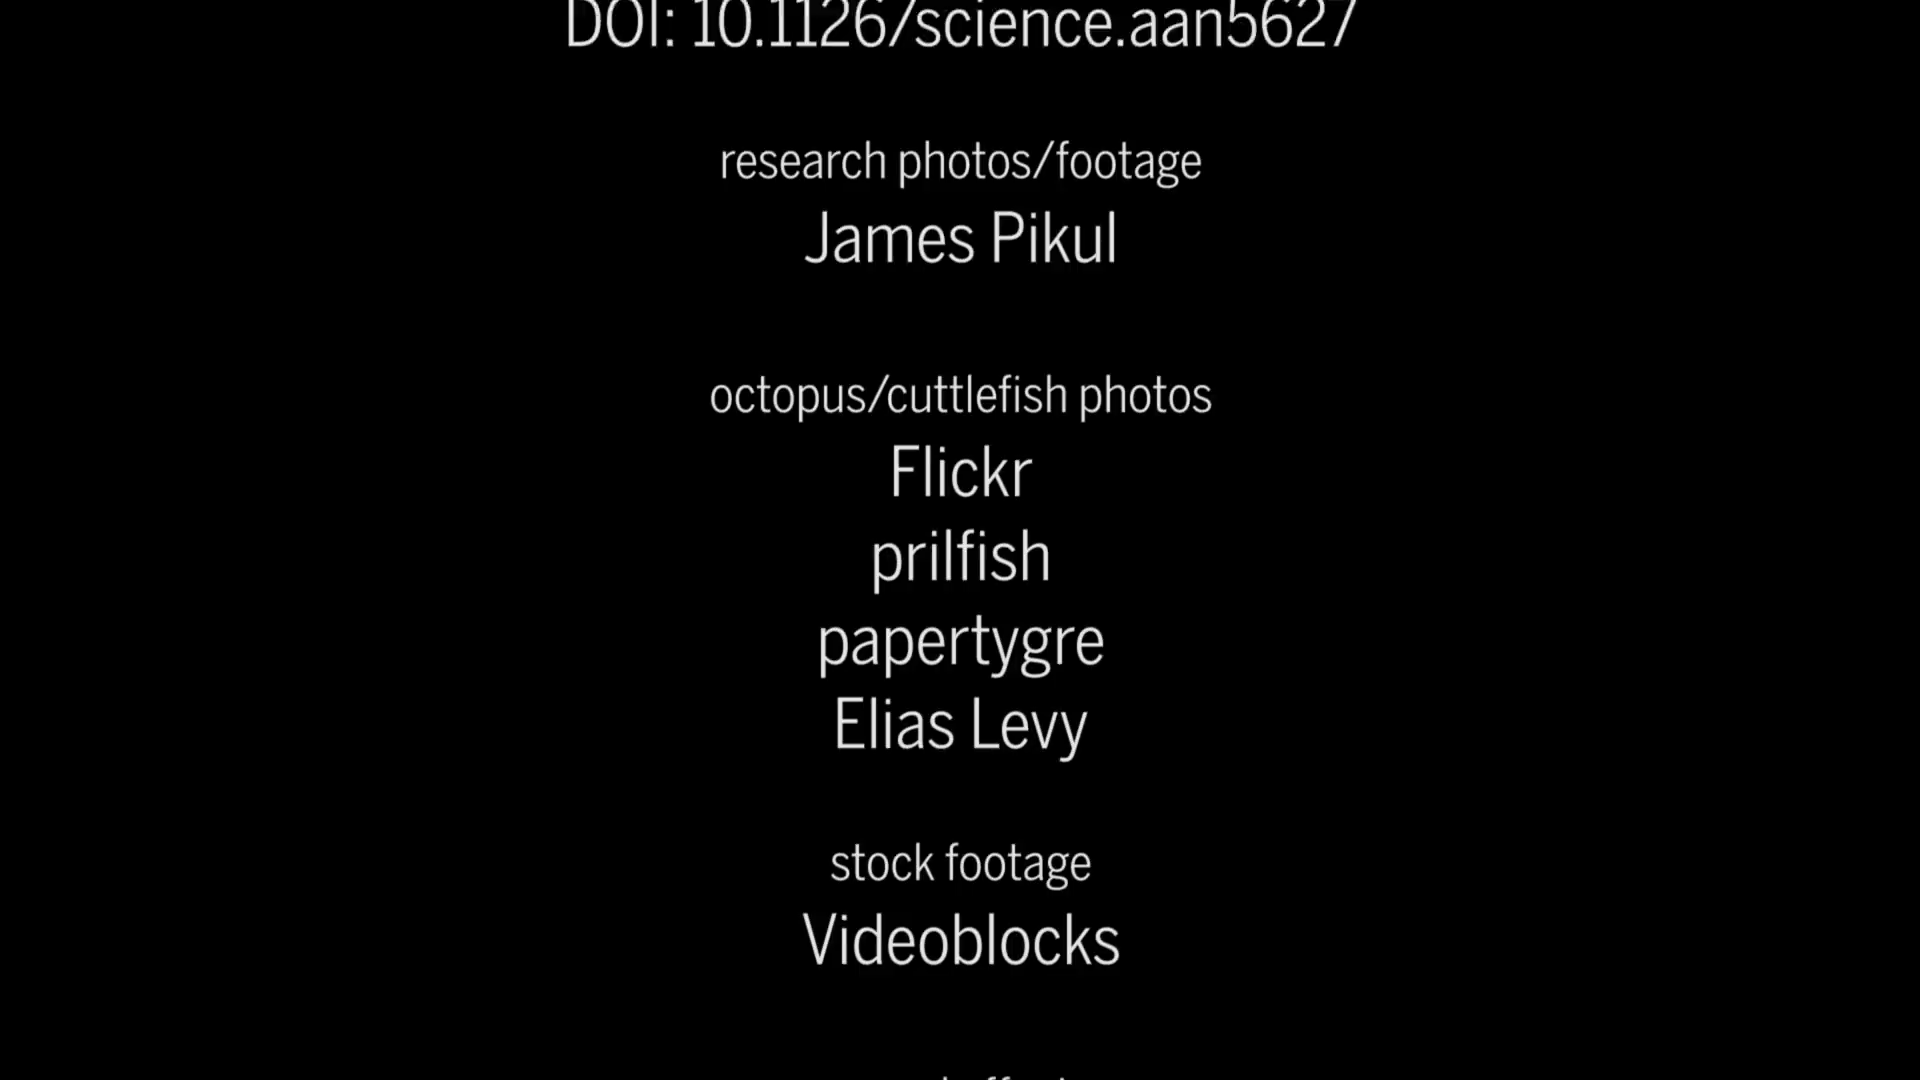 DOI: 10.1126/science.aan5627
research photos/footage
James Pikul
octopus/cuttlefish photos
Flickr
prilfish
papertygre
Elias Levy
stock footage
Videoblocks